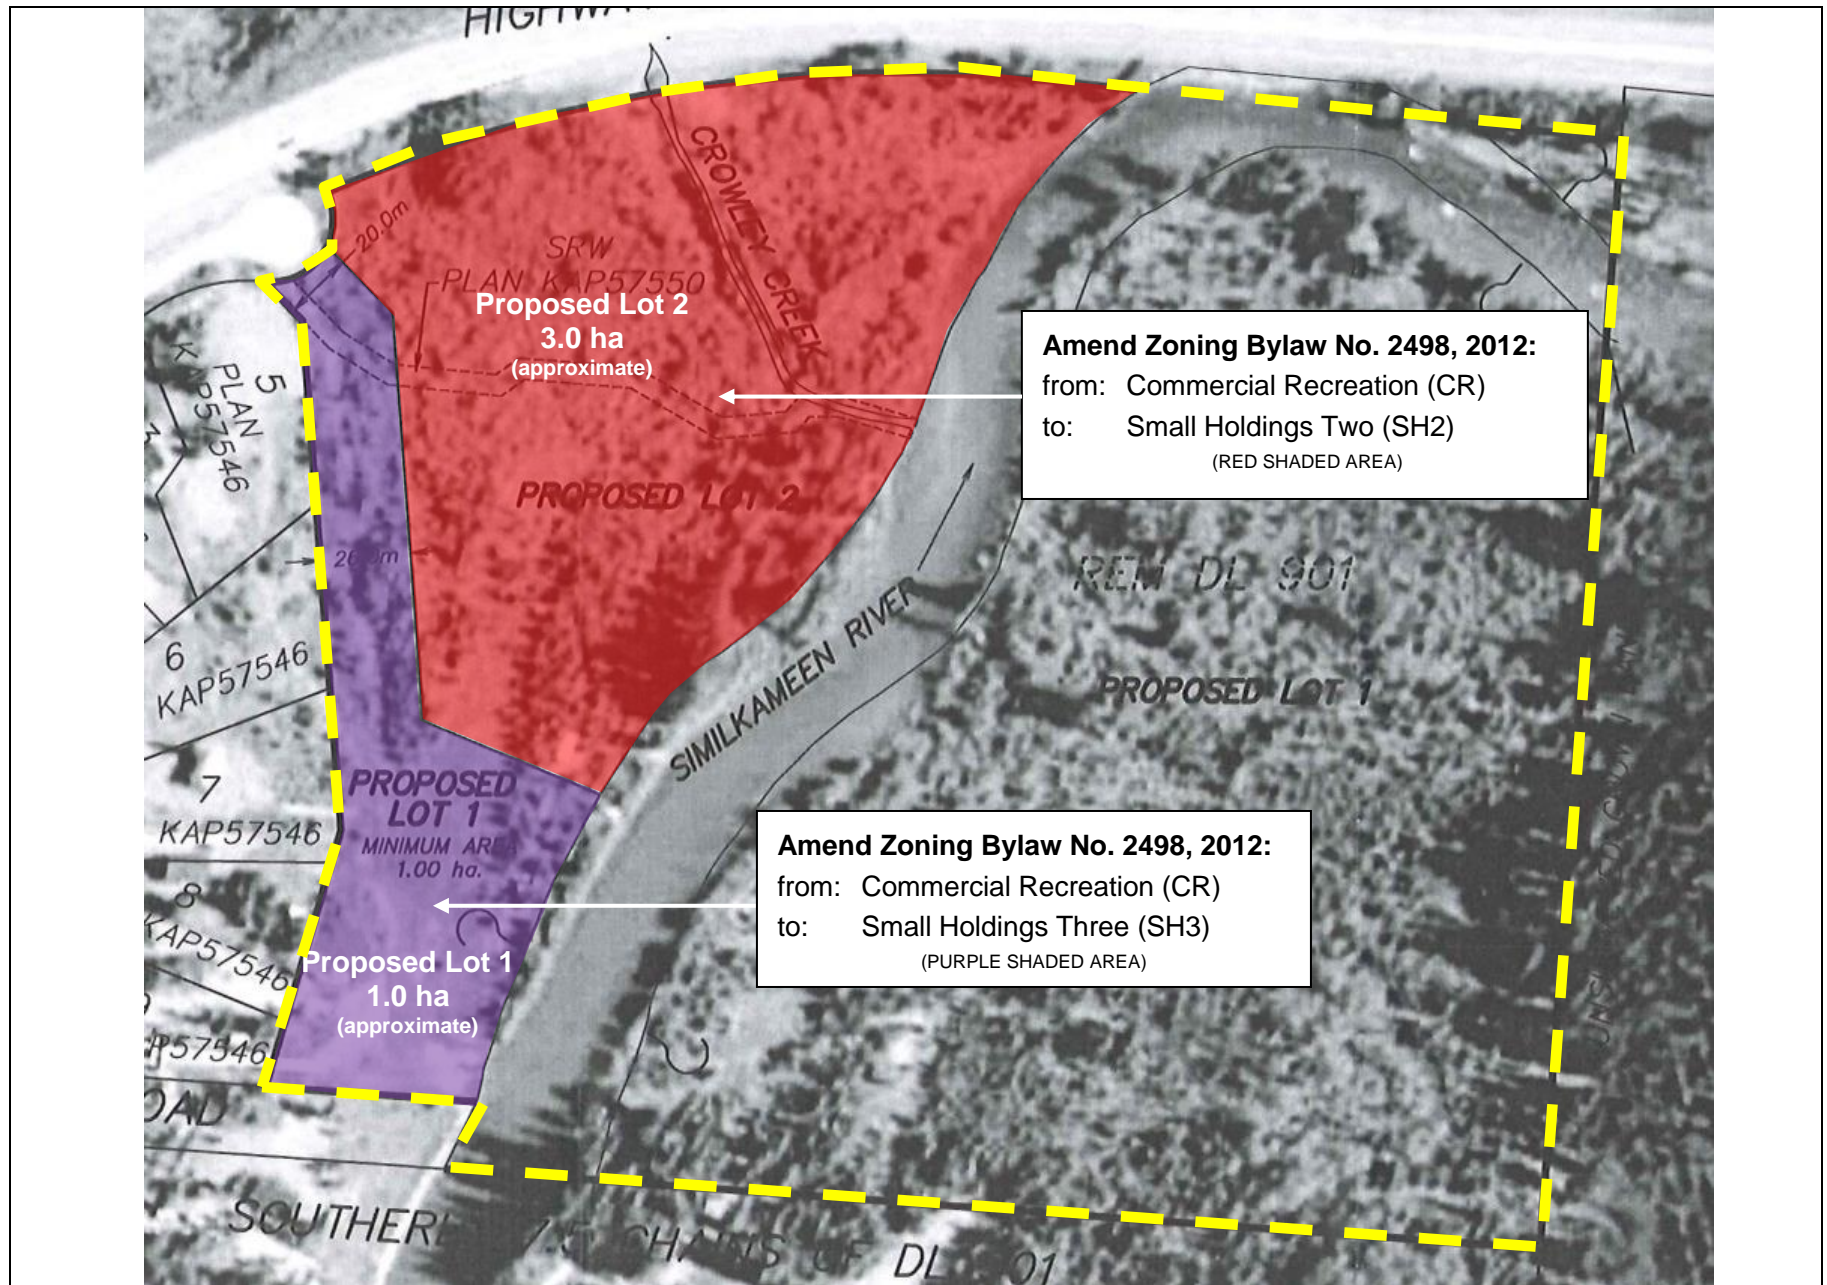 CROWLEY CREEK
20.0m
SRW
PLAN KAP57550
Proposed Lot 2
3.0 ha
(approximate)
Amend Zoning Bylaw No. 2498, 2012:
from: Commercial Recreation (CR)
to: Small Holdings Two (SH2)
(RED SHADED AREA)
5
PLAN
KAP57546
PROPOSED LOT 2
REM DL 901
SIMILKAMEEN RIVER
6
KAP57546
PROPOSED LOT 1
7
KAP57546
PROPOSED
LOT 1
MINIMUM AREA
1.00 ha.
Amend Zoning Bylaw No. 2498, 2012:
from: Commercial Recreation (CR)
to: Small Holdings Three (SH3)
(PURPLE SHADED AREA)
8
KAP57546
Proposed Lot 1
1.0 ha
(approximate)
P57546
OAD
CHAINS OF DL